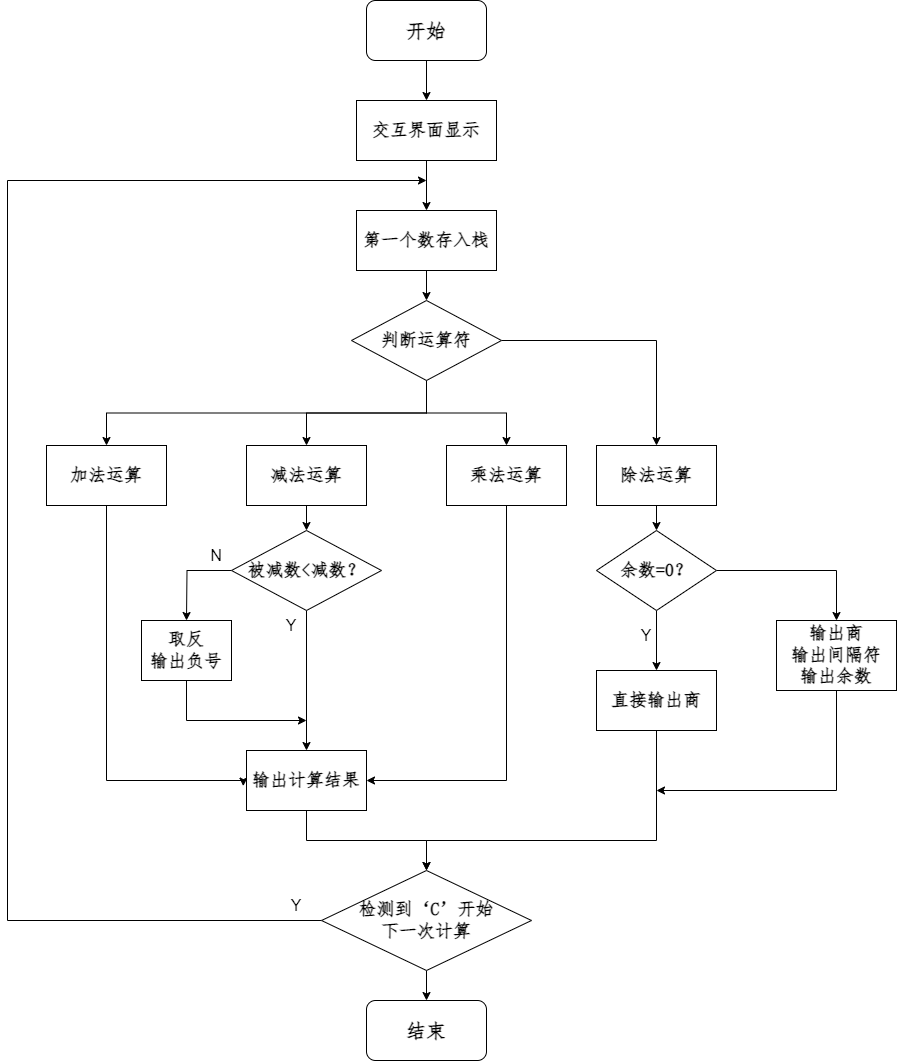 开始
交互界面显示
第一个数存入栈
判断运算符
加法运算
减法运算
乘法运算
除法运算
N
被减数<减数？
余数=0？
Y
取反
输出负号
Y
输出商
输出间隔符
输出余数
直接输出商
输出计算结果
Y
检测到‘C’开始
下一次计算
结束